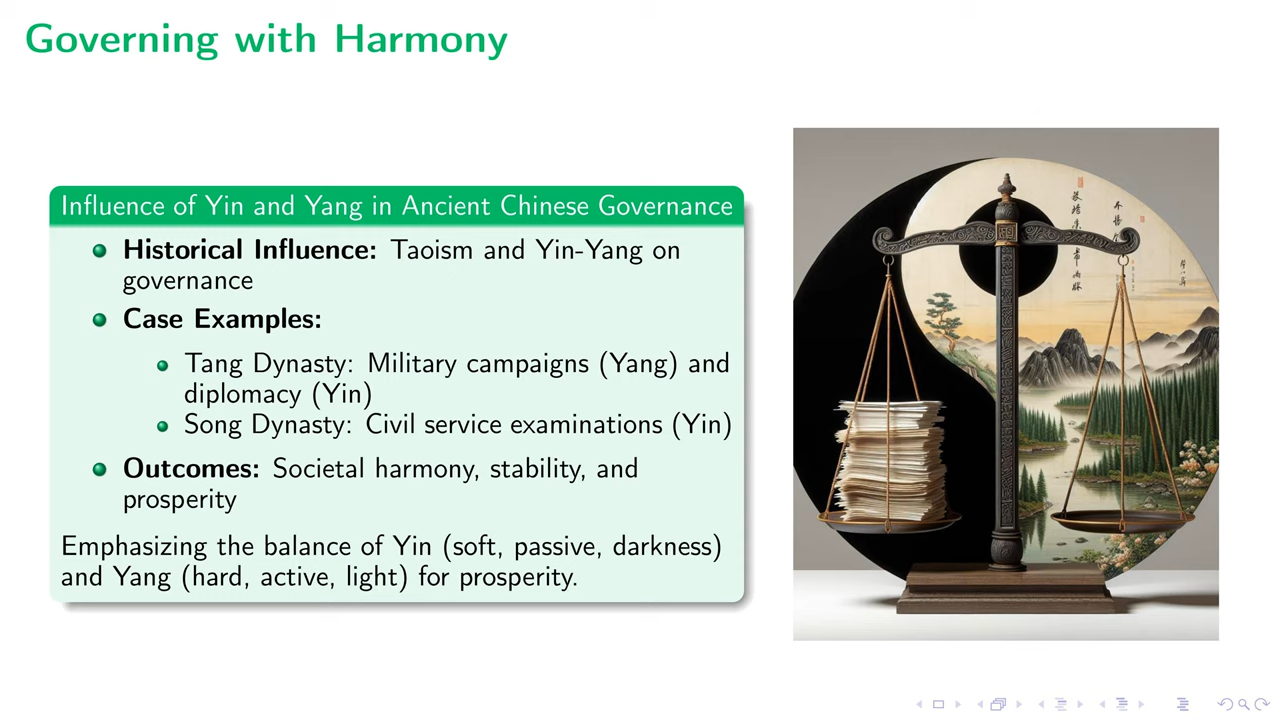 Governing with Harmony
Influence of Yin and Yang in Ancient Chinese Governance
Historical Influence: Taoism and Yin-Yang on
governance
Case Examples:
Tang Dynasty: Military campaigns (Yang) and
diplomacy (Yin)
Song Dynasty: Civil service examinations (Yin)
Outcomes: Societal harmony, stability, and
prosperity
Emphasizing the balance of Yin (soft, passive, darkness)
and Yang (hard, active, light) for prosperity.